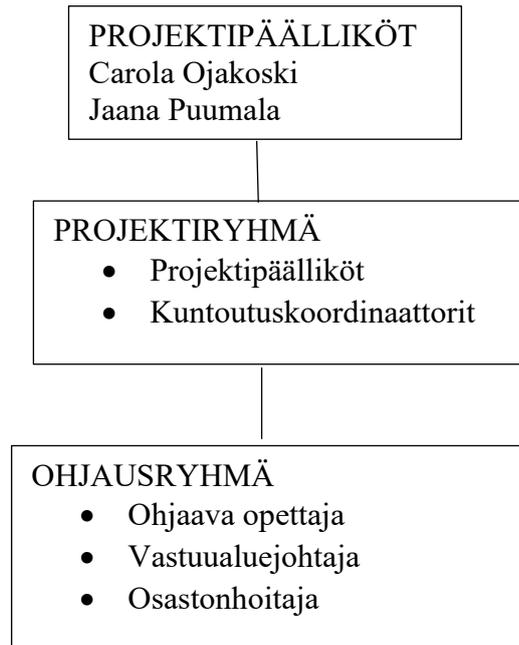 PROJEKTIPÄÄLLIKÖT
Carola Ojakoski
Jaana Puumala
PROJEKTIRYHMÄ
• Projektipäälliköt
• Kuntoutuskoordinaattorit
OHJAUSRYHMÄ
• Ohjaava opettaja
• Vastuualuejohtaja
• Osastonhoitaja